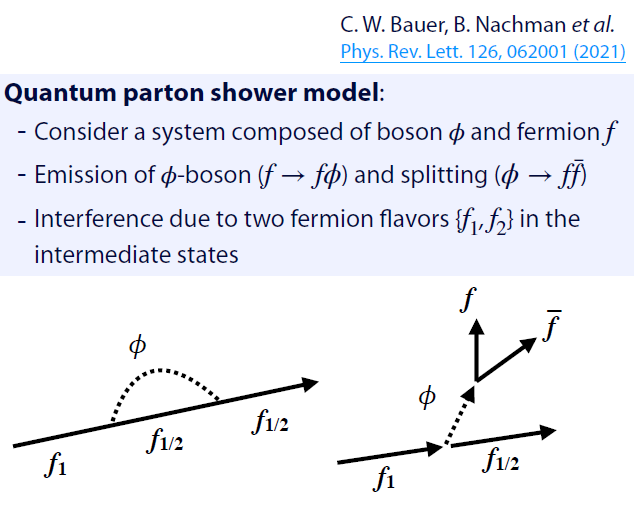 C. W. Bauer, B. Nachman et al.
Phys. Rev. Lett. 126, 062001 (2021)
Quantum parton shower model:
- Consider a system composed of boson ϕ and fermion f
- Emission of ϕ-boson (f → fϕ) and splitting (ϕ → ff̄)
- Interference due to two fermion flavors {f₁, f₂} in the
intermediate states
ϕ
f₁
f1/2
f1/2
f
f̄
ϕ
f₁
f1/2